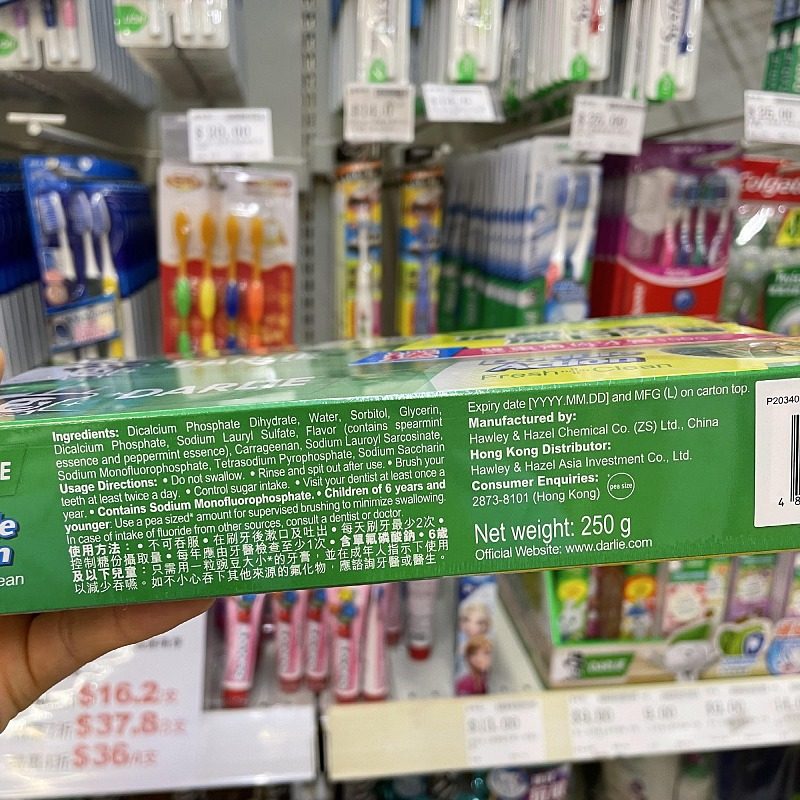 $20.00
Colgate
DARLIE
Fresh Clean
Ingredients: Dicalcium Phosphate Dihydrate, Water, Sorbitol, Glycerin,
Dicalcium Phosphate, Sodium Lauryl Sulfate, Flavor (contains spearmint
essence and peppermint essence), Carrageenan, Sodium Lauroyl Sarcosinate,
Sodium Monofluorophosphate, Tetrasodium Pyrophosphate, Sodium Saccharin
Usage Directions: • Do not swallow. • Rinse and spit out after use. • Brush your
teeth at least twice a day. • Control sugar intake. • Visit your dentist at least once a
year. • Contains Sodium Monofluorophosphate. • Children of 6 years and
younger: Use a pea sized* amount for supervised brushing to minimize swallowing.
In case of intake of fluoride from other sources, consult a dentist or doctor.
使用方法：• 不可吞服 • 在刷牙後漱口及吐出 • 每天刷牙最少2次 •
控制糖份攝取量 • 每年應由牙醫檢查至少1次 • 含單氟磷酸鈉 • 6歲
及以下兒童：只需用一粒豌豆大小*的牙膏，並在成年人指示下使用
以減少吞嚥。如不小心吞下其他來源的氟化物，應諮詢牙醫或醫生。
Expiry date [YYYY.MM.DD] and MFG (L) on carton top.
Manufactured by:
Hawley & Hazel Chemical Co. (ZS) Ltd., China
Hong Kong Distributor:
Hawley & Hazel Asia Investment Co., Ltd.
Consumer Enquiries:
2873-8101 (Hong Kong)
pea size
Net weight: 250 g
Official Website: www.darlie.com
P20340
4 8
$16.2
$37.8
$36
DARLIE